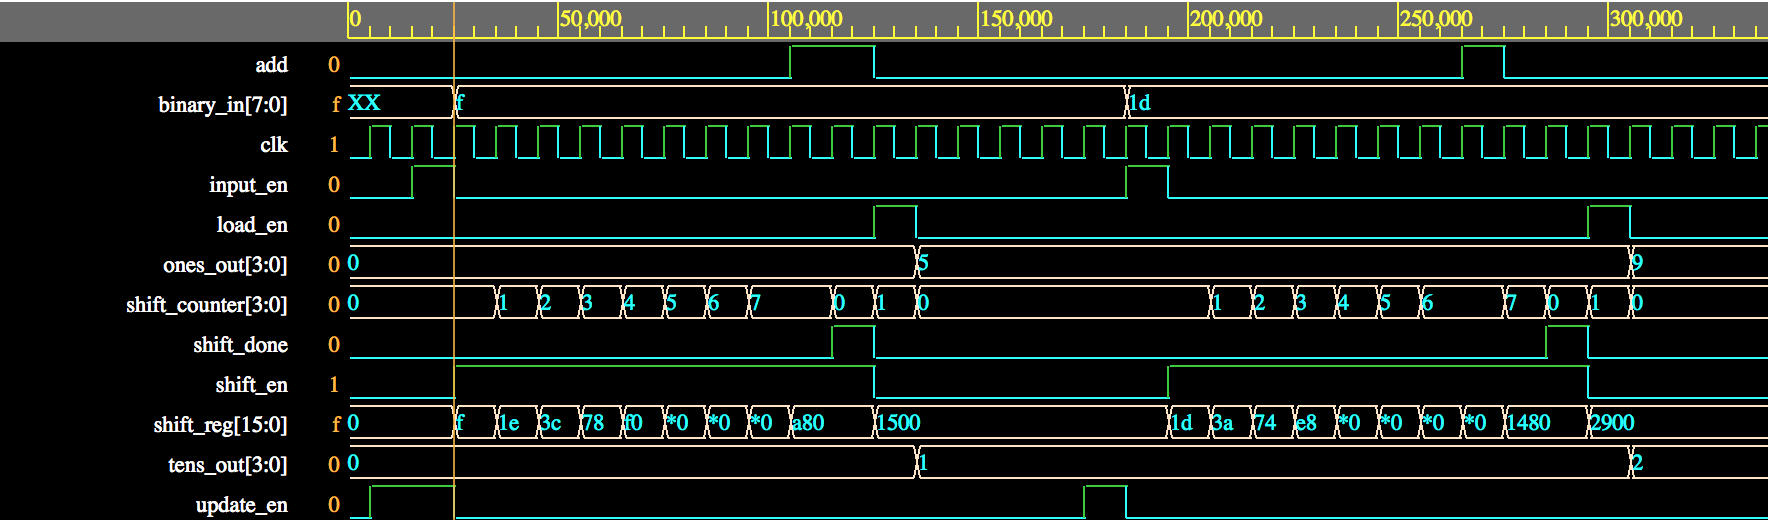 0 50,000 100,000 150,000 200,000 250,000 300,000
add 0
binary_in[7:0] f XX f 1d
clk 1
input_en 0
load_en 0
ones_out[3:0] 0 0 5 9
shift_counter[3:0] 0 0 1 2 3 4 5 6 7 0 1 0 1 2 3 4 5 6 7 0 1 0
shift_done 0
shift_en 1
shift_reg[15:0] f 0 f 1e 3c 78 f0 *0 *0 *0 a80 1500 1d 3a 74 e8 *0 *0 *0 *0 1480 2900
tens_out[3:0] 0 0 1 2
update_en 0